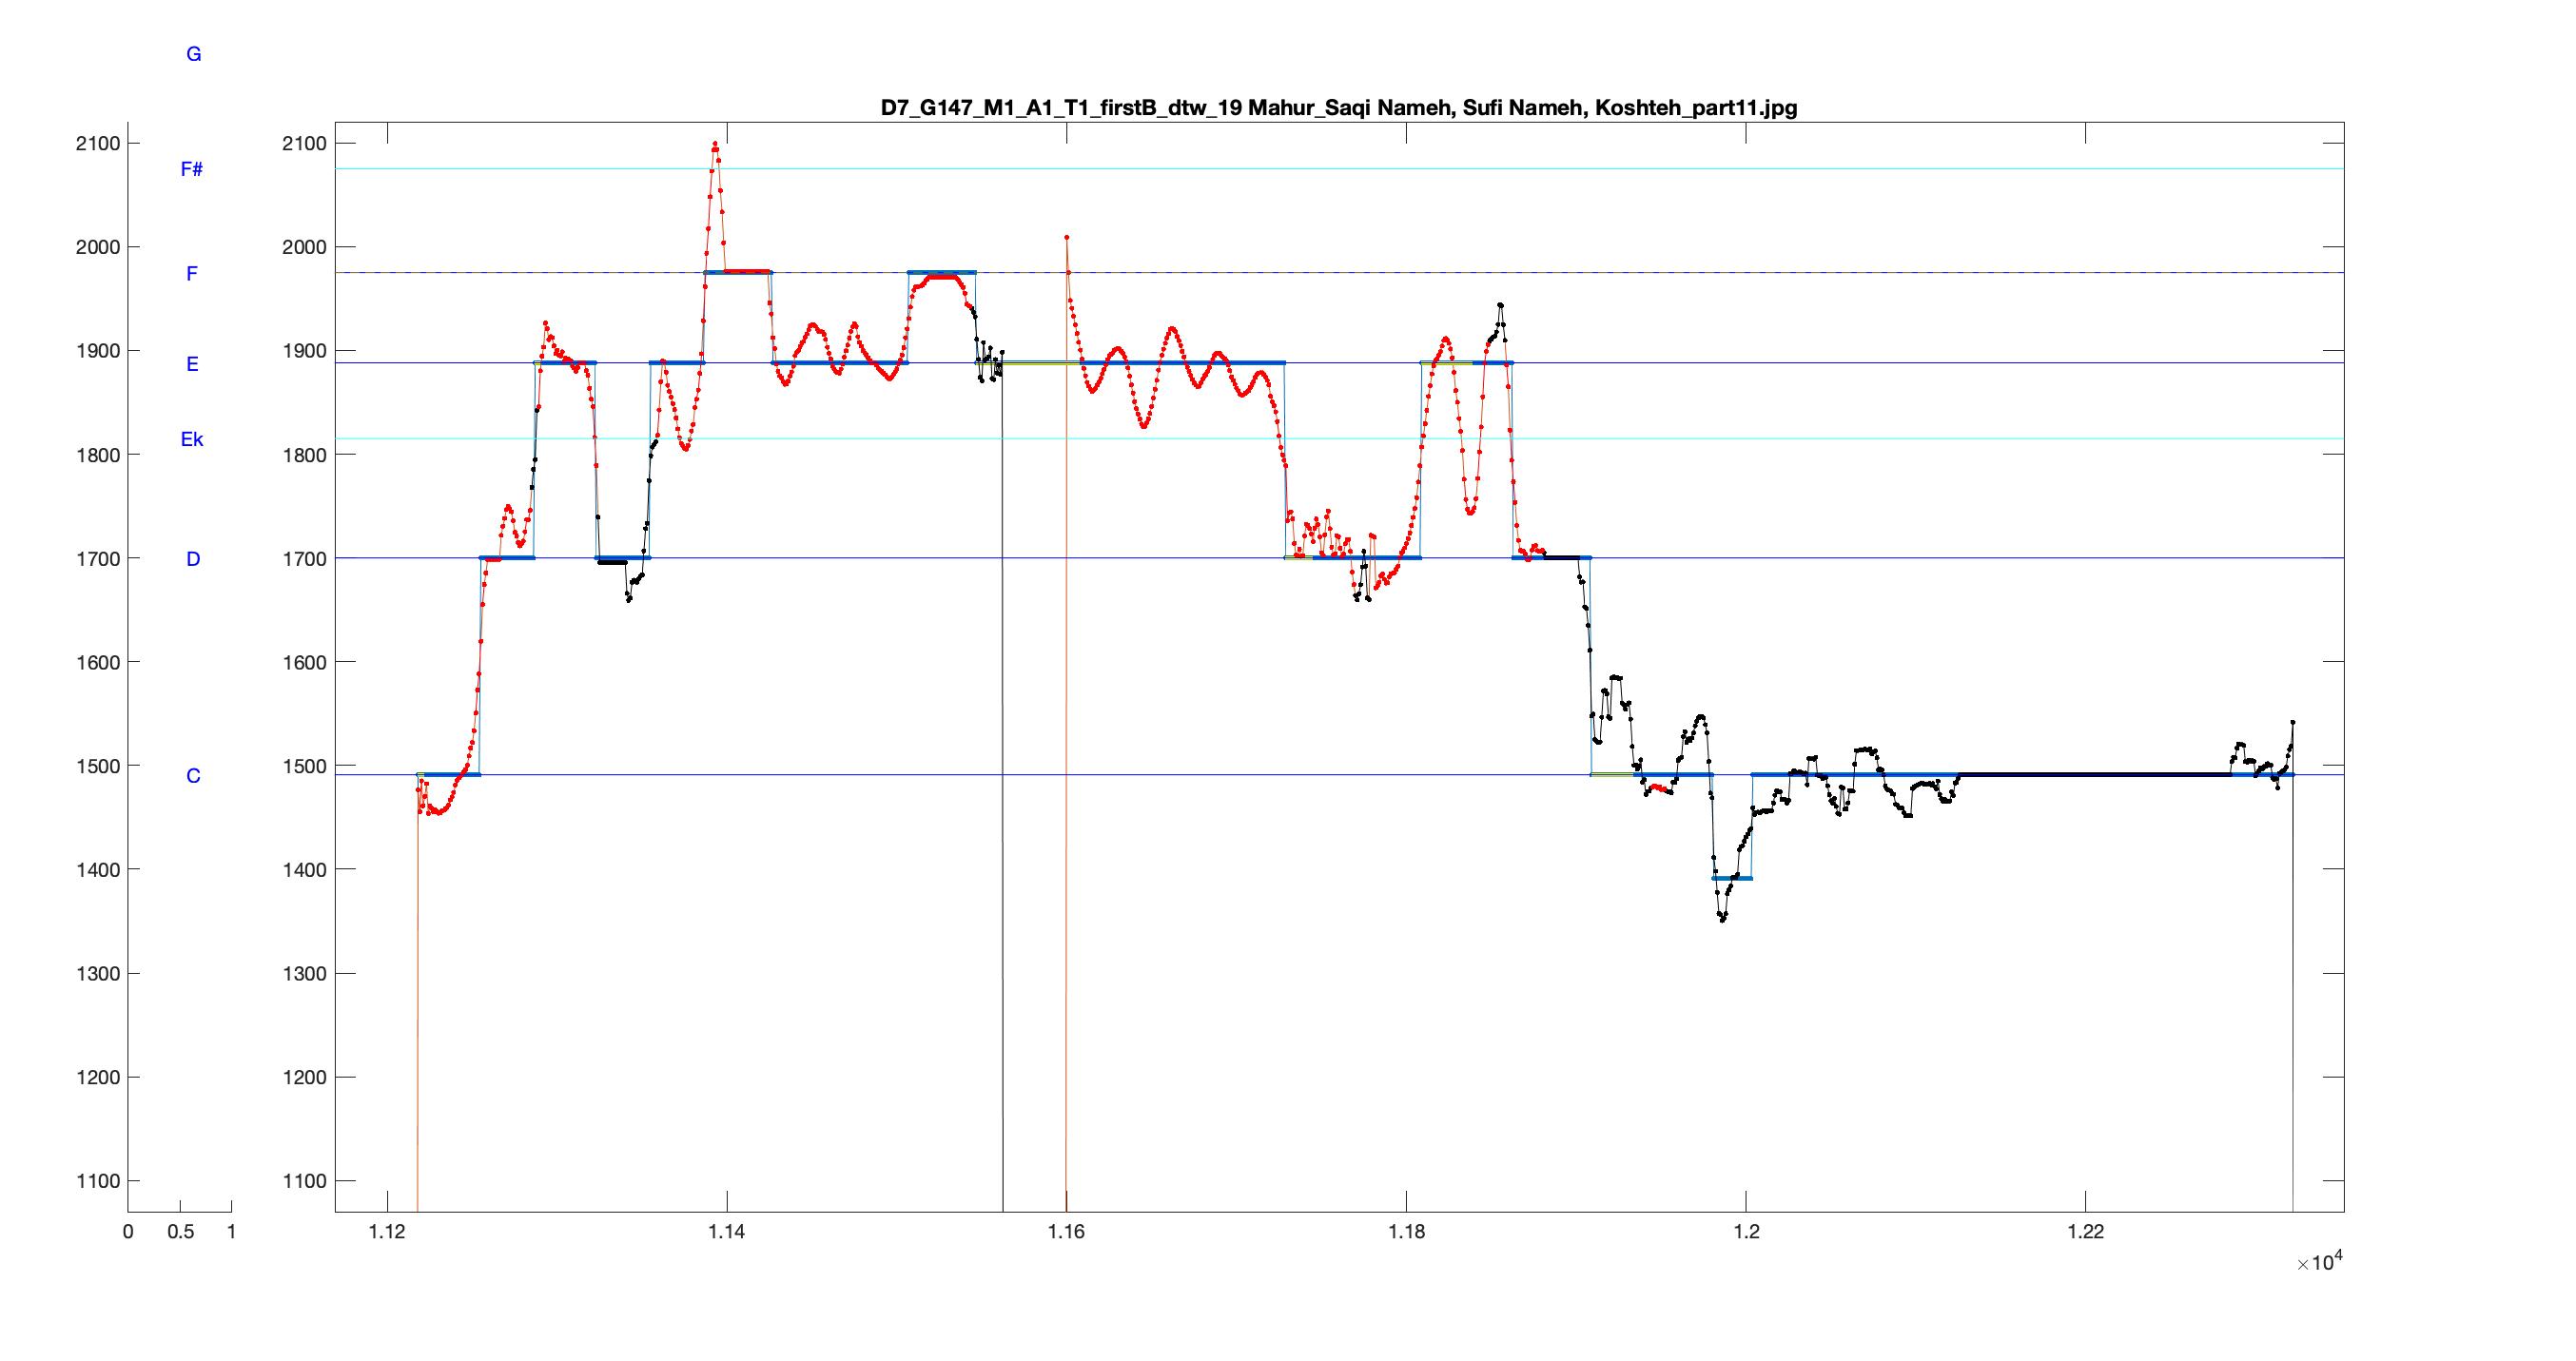 G
D7_G147_M1_A1_T1_firstB_dtw_19 Mahur_Saqi Nameh, Sufi Nameh, Koshteh_part11.jpg
2100 2100
F#
2000 2000
F
1900 1900
E
Ek
1800 1800
1700 D 1700
1600 1600
1500 1500
C
1400 1400
1300 1300
1200 1200
1100 1100
0 0.5 1 1.12 1.14 1.16 1.18 1.2 1.22
×10^4